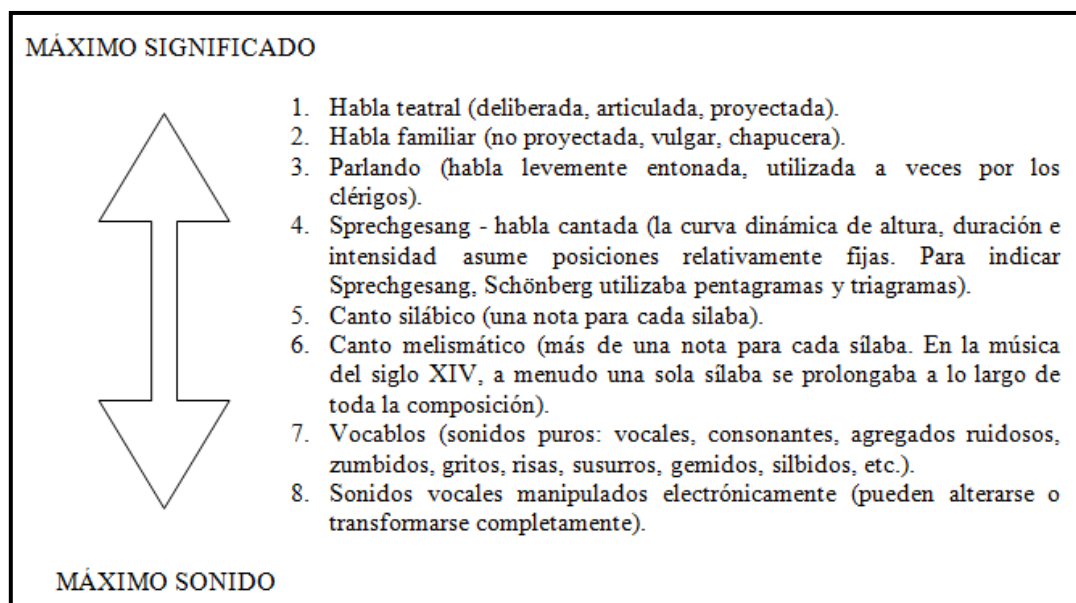 MÁXIMO SIGNIFICADO
1. Habla teatral (deliberada, articulada, proyectada).
2. Habla familiar (no proyectada, vulgar, chapucera).
3. Parlando (habla levemente entonada, utilizada a veces por los
clérigos).
4. Sprechgesang - habla cantada (la curva dinámica de altura, duración e
intensidad asume posiciones relativamente fijas. Para indicar
Sprechgesang, Schönberg utilizaba pentagramas y triagramas).
5. Canto silábico (una nota para cada silaba).
6. Canto melismático (más de una nota para cada sílaba. En la música
del siglo XIV, a menudo una sola sílaba se prolongaba a lo largo de
toda la composición).
7. Vocablos (sonidos puros: vocales, consonantes, agregados ruidosos,
zumbidos, gritos, risas, susurros, gemidos, silbidos, etc.).
8. Sonidos vocales manipulados electrónicamente (pueden alterarse o
transformarse completamente).
MÁXIMO SONIDO